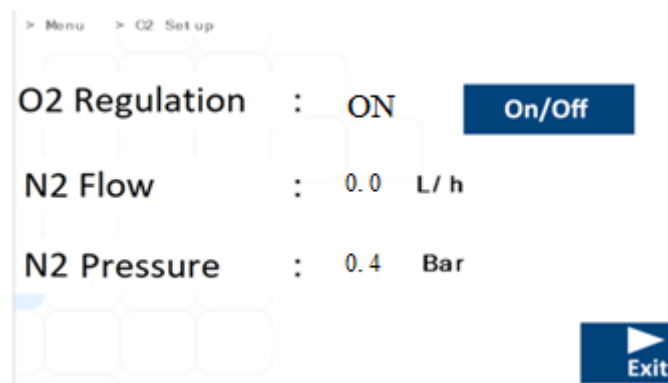 > Menu > O2 Set up
O2 Regulation : ON On/Off
N2 Flow : 0.0 L/h
N2 Pressure : 0.4 Bar
Exit